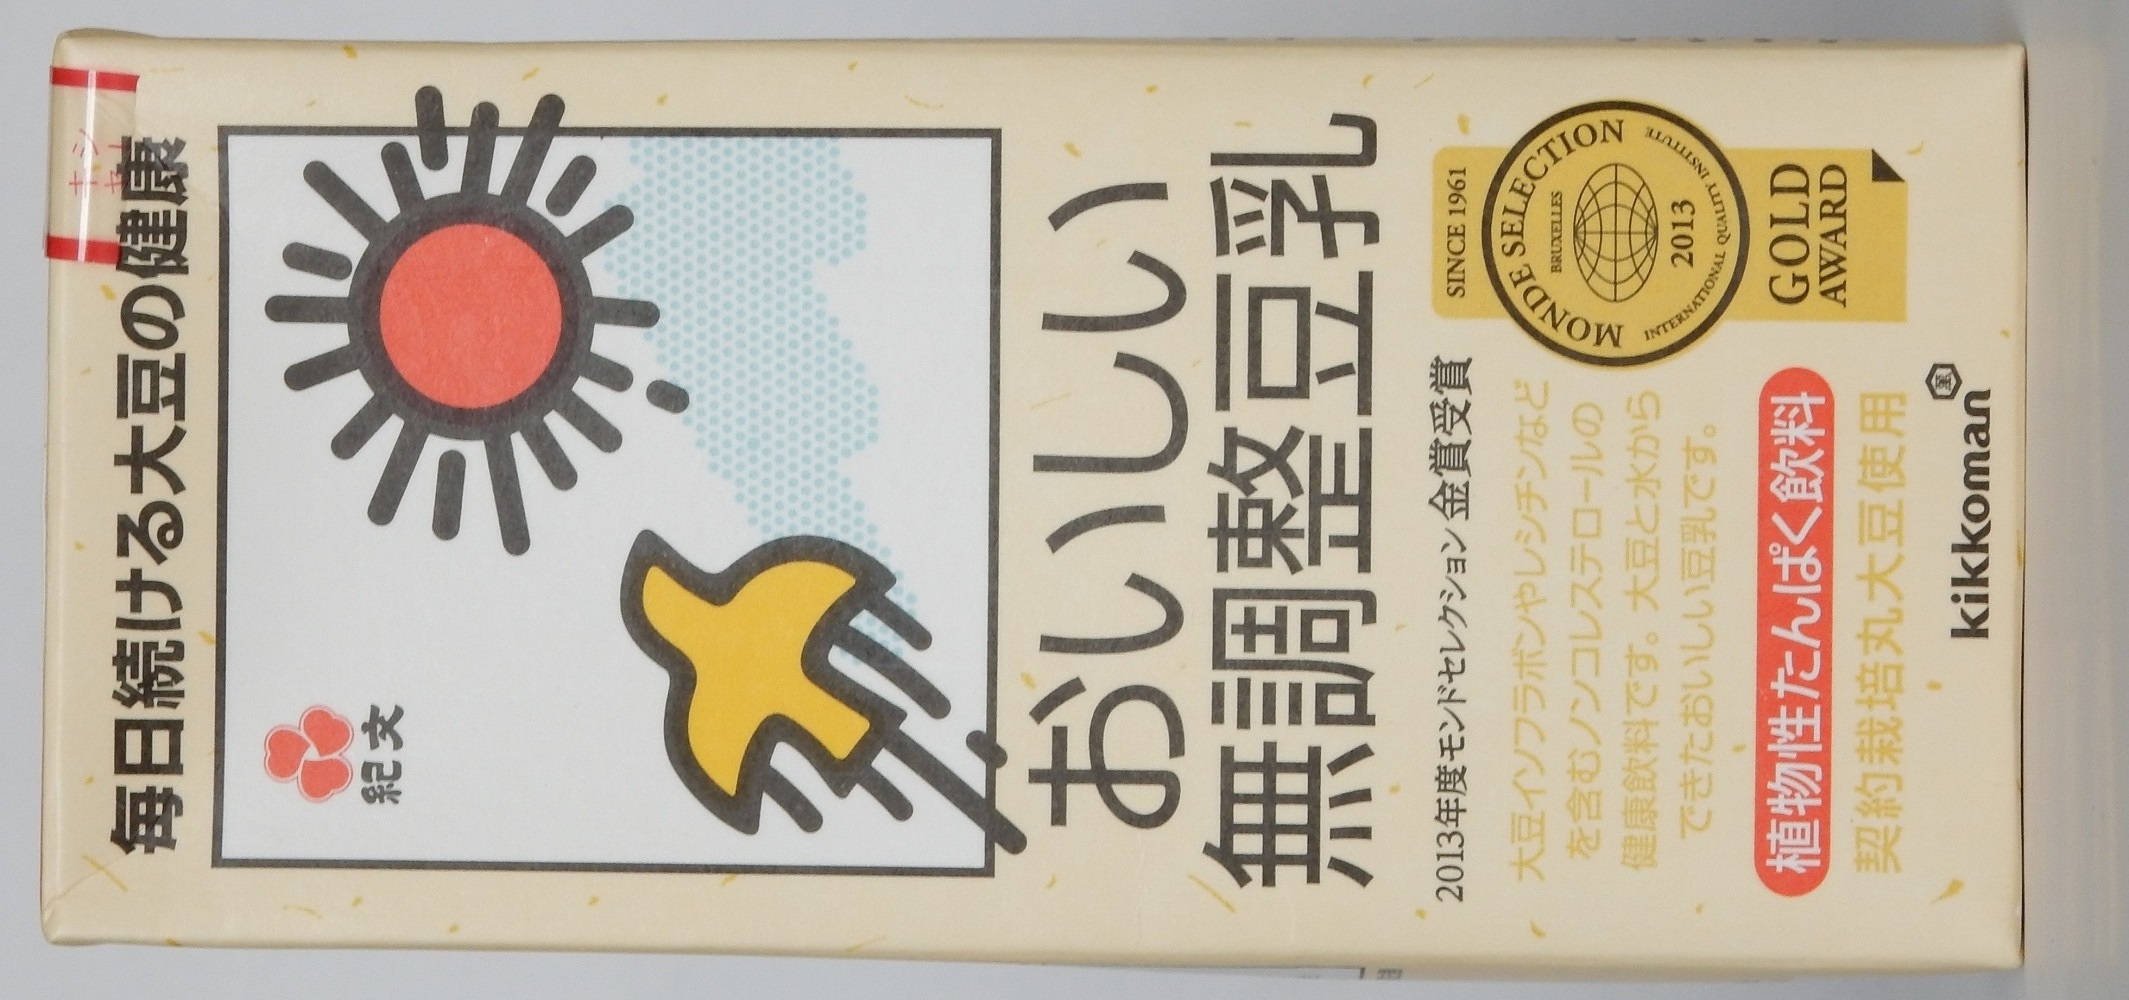 毎日続ける大豆の健康
紀文
おいしい
無調整豆乳
SINCE 1961
MONDE SELECTION
BRUXELLES
2013
INTERNATIONAL QUALITY INSTITUTE
GOLD
AWARD
2013年度モンドセレクション 金賞受賞
大豆イソフラボンやレシチンなど
を含むノンコレステロールの
健康飲料です。大豆と水から
できたおいしい豆乳です。
植物性たんぱく飲料
契約栽培丸大豆使用
kikkoman